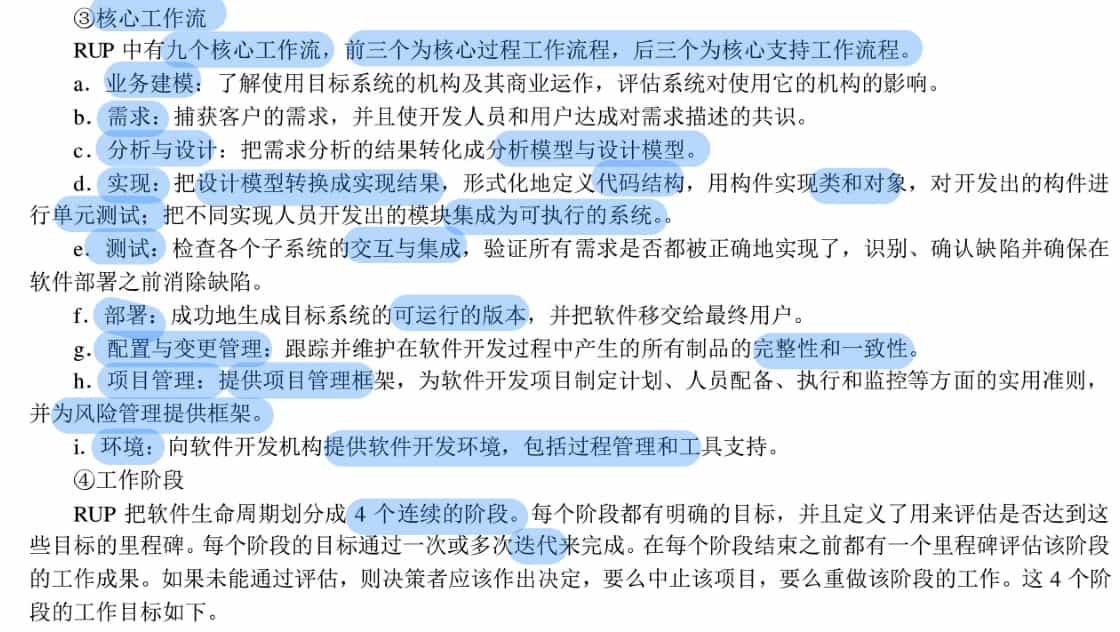 ③核心工作流
RUP 中有九个核心工作流，前三个为核心过程工作流程，后三个为核心支持工作流程。
a．业务建模：了解使用目标系统的机构及其商业运作，评估系统对使用它的机构的影响。
b．需求：捕获客户的需求，并且使开发人员和用户达成对需求描述的共识。
c．分析与设计：把需求分析的结果转化成分析模型与设计模型。
d．实现：把设计模型转换成实现结果，形式化地定义代码结构，用构件实现类和对象，对开发出的构件进
行单元测试；把不同实现人员开发出的模块集成为可执行的系统。。
e．测试：检查各个子系统的交互与集成，验证所有需求是否都被正确地实现了，识别、确认缺陷并确保在
软件部署之前消除缺陷。
f．部署：成功地生成目标系统的可运行的版本，并把软件移交给最终用户。
g．配置与变更管理：跟踪并维护在软件开发过程中产生的所有制品的完整性和一致性。
h．项目管理：提供项目管理框架，为软件开发项目制定计划、人员配备、执行和监控等方面的实用准则，
并为风险管理提供框架。
i．环境：向软件开发机构提供软件开发环境，包括过程管理和工具支持。
④工作阶段
RUP 把软件生命周期划分成 4 个连续的阶段。每个阶段都有明确的目标，并且定义了用来评估是否达到这
些目标的里程碑。每个阶段的目标通过一次或多次迭代来完成。在每个阶段结束之前都有一个里程碑评估该阶段
的工作成果。如果未能通过评估，则决策者应该作出决定，要么中止该项目，要么重做该阶段的工作。这 4 个阶
段的工作目标如下。